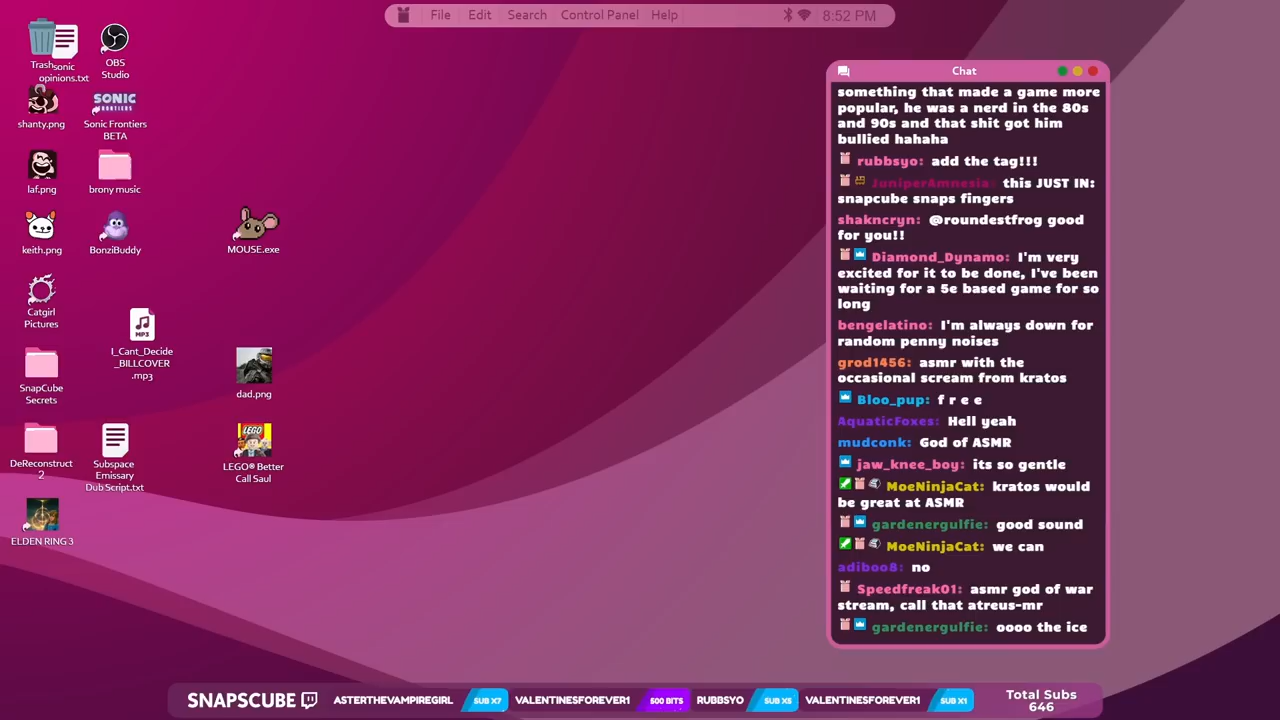 File Edit Search Control Panel Help 8:52 PM
Trash
sonic opinions.txt
OBS
Studio
shanty.png
SONIC
FRONTIERS
Sonic Frontiers
BETA
laf.png
brony music
keith.png
BonziBuddy
MOUSE.exe
Catgirl
Pictures
MP3
I_Cant_Decide
_BILLCOVER
.mp3
dad.png
SnapCube
Secrets
DeReconstruct
2
Subspace
Emissary
Dub Script.txt
LEGO
LEGO® Better
Call Saul
ELDEN RING 3
Chat
something that made a game more
popular, he was a nerd in the 80s
and 90s and that shit got him
bullied hahaha
rubbsyo: add the tag!!!
JuniperAmnesia: this JUST IN:
snapcube snaps fingers
shakncryn: @roundestfrog good
for you!!
Diamond_Dynamo: I'm very
excited for it to be done, I've been
waiting for a 5e based game for so
long
bengelatino: I'm always down for
random penny noises
grod1456: asmr with the
occasional scream from kratos
Bloo_pup: f r e e
AquaticFoxes: Hell yeah
mudconk: God of ASMR
jaw_knee_boy: its so gentle
MoeNinjaCat: kratos would
be great at ASMR
gardenergulfie: good sound
MoeNinjaCat: we can
adiboo8: no
Speedfreak01: asmr god of war
stream, call that atreus-mr
gardenergulfie: oooo the ice
SNAPSCUBE ASTERTHEVAMPIREGIRL SUB X7 VALENTINESFOREVER1 500 BITS RUBBSYO SUB X5 VALENTINESFOREVER1 SUB X1 Total Subs
646